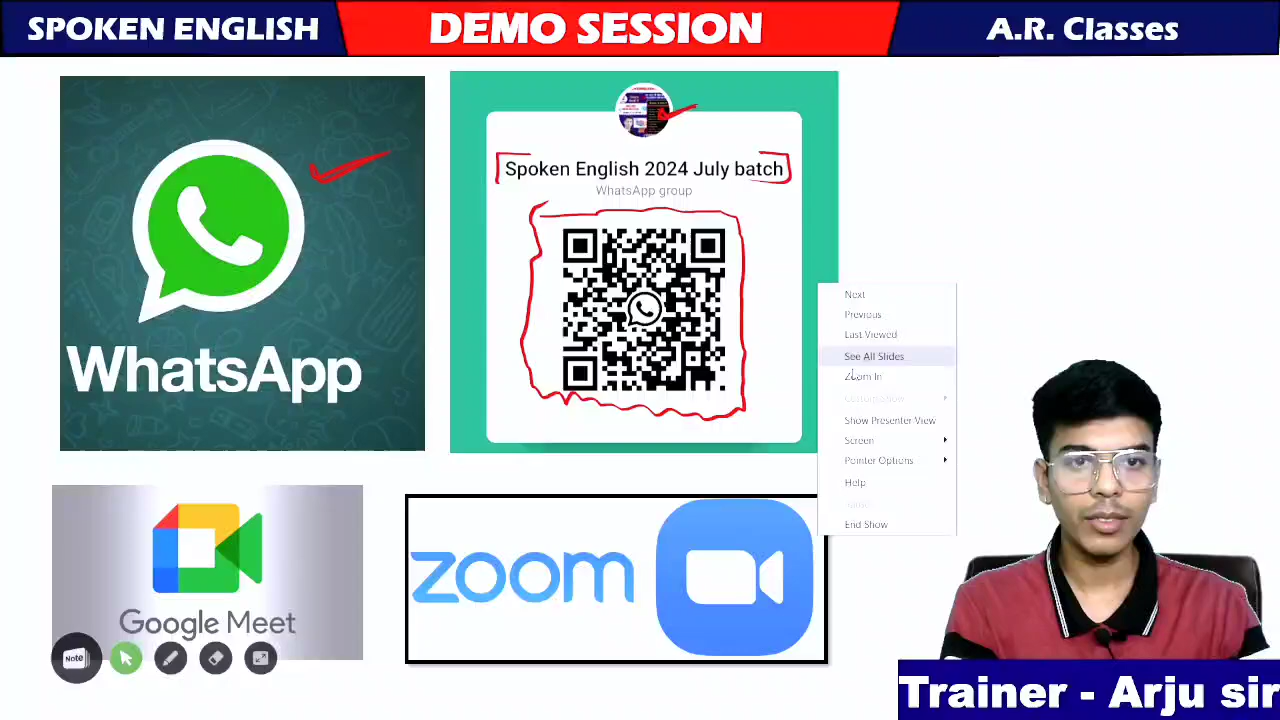 SPOKEN ENGLISH
DEMO SESSION
A.R. Classes
WhatsApp
Spoken English 2024 July batch
WhatsApp group
Next
Previous
Last Viewed
See All Slides
Zoom In
Show Presenter View
Screen
Pointer Options
Help
End Show
Google Meet
zoom
Note
Trainer - Arju sir